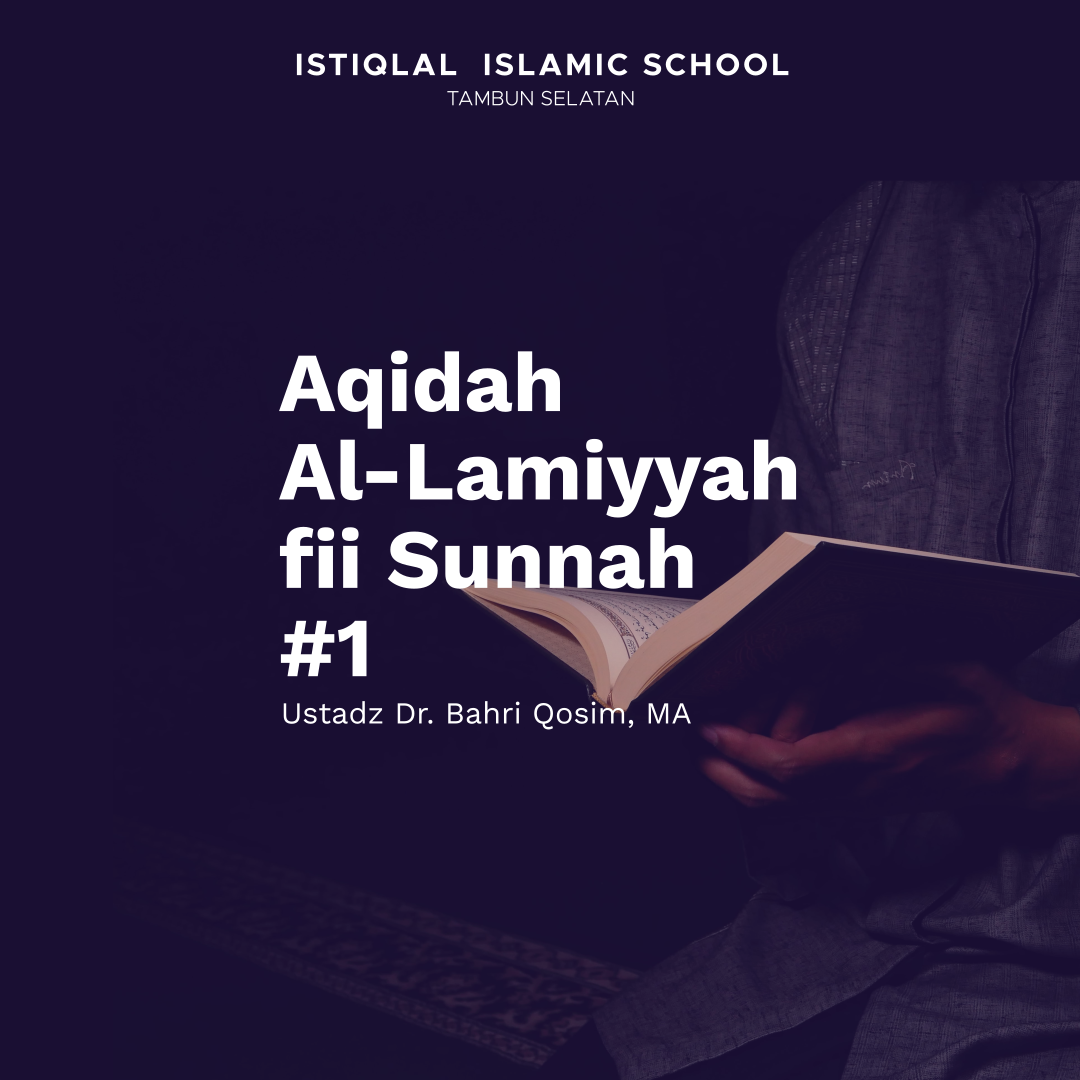 ISTIQLAL ISLAMIC SCHOOL
TAMBUN SELATAN
Aqidah
Al-Lamiyyah
fii Sunnah
#1
Ustadz Dr. Bahri Qosim, MA